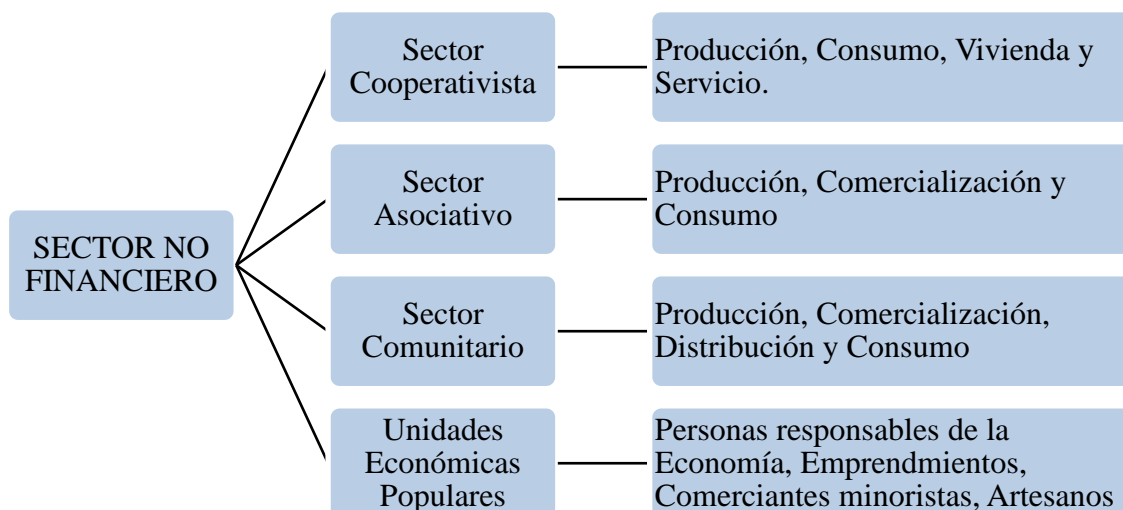 SECTOR NO
FINANCIERO
Sector
Cooperativista
Producción, Consumo, Vivienda y
Servicio.
Sector
Asociativo
Producción, Comercialización y
Consumo
Sector
Comunitario
Producción, Comercialización,
Distribución y Consumo
Unidades
Económicas
Populares
Personas responsables de la
Economía, Emprendmientos,
Comerciantes minoristas, Artesanos